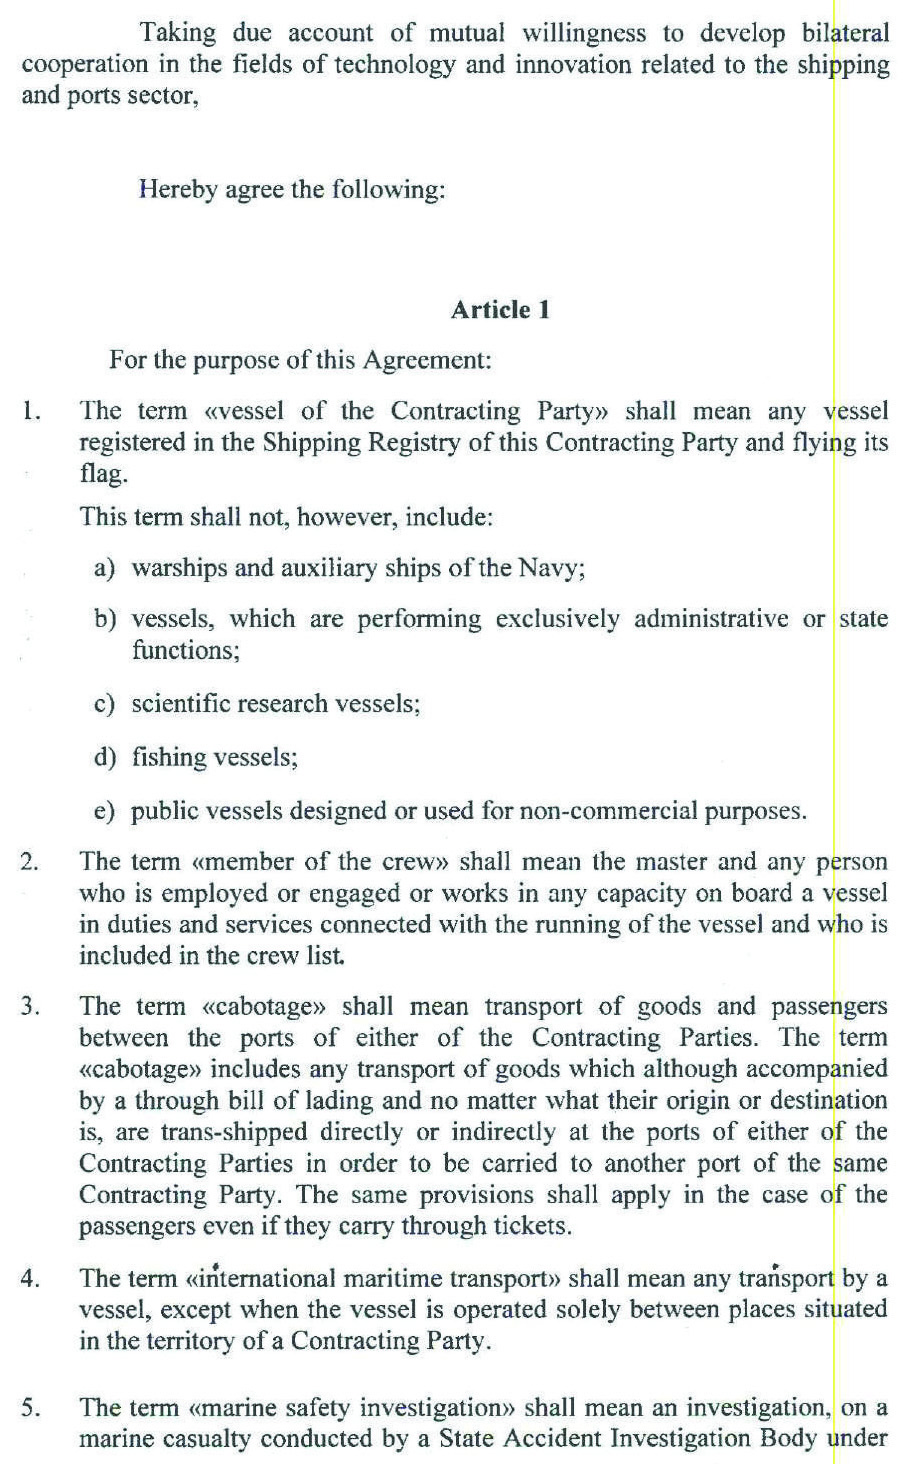 Taking due account of mutual willingness to develop bilateral
cooperation in the fields of technology and innovation related to the shipping
and ports sector,
Hereby agree the following:
Article 1
For the purpose of this Agreement:
1. The term «vessel of the Contracting Party» shall mean any vessel
registered in the Shipping Registry of this Contracting Party and flying its
flag.
This term shall not, however, include:
a) warships and auxiliary ships of the Navy;
b) vessels, which are performing exclusively administrative or state
functions;
c) scientific research vessels;
d) fishing vessels;
e) public vessels designed or used for non-commercial purposes.
2. The term «member of the crew» shall mean the master and any person
who is employed or engaged or works in any capacity on board a vessel
in duties and services connected with the running of the vessel and who is
included in the crew list.
3. The term «cabotage» shall mean transport of goods and passengers
between the ports of either of the Contracting Parties. The term
«cabotage» includes any transport of goods which although accompanied
by a through bill of lading and no matter what their origin or destination
is, are trans-shipped directly or indirectly at the ports of either of the
Contracting Parties in order to be carried to another port of the same
Contracting Party. The same provisions shall apply in the case of the
passengers even if they carry through tickets.
4. The term «international maritime transport» shall mean any transport by a
vessel, except when the vessel is operated solely between places situated
in the territory of a Contracting Party.
5. The term «marine safety investigation» shall mean an investigation, on a
marine casualty conducted by a State Accident Investigation Body under